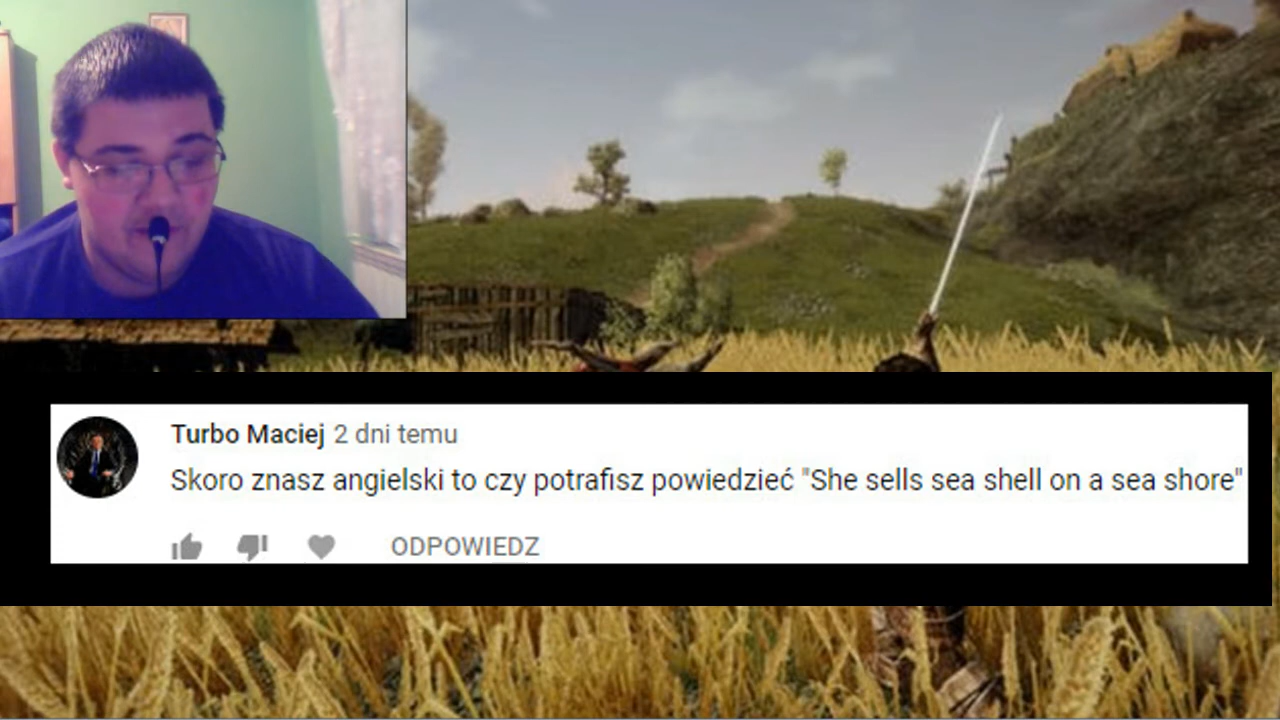 Turbo Maciej 2 dni temu
Skoro znasz angielski to czy potrafisz powiedzieć "She sells sea shell on a sea shore"
ODPOWIEDZ